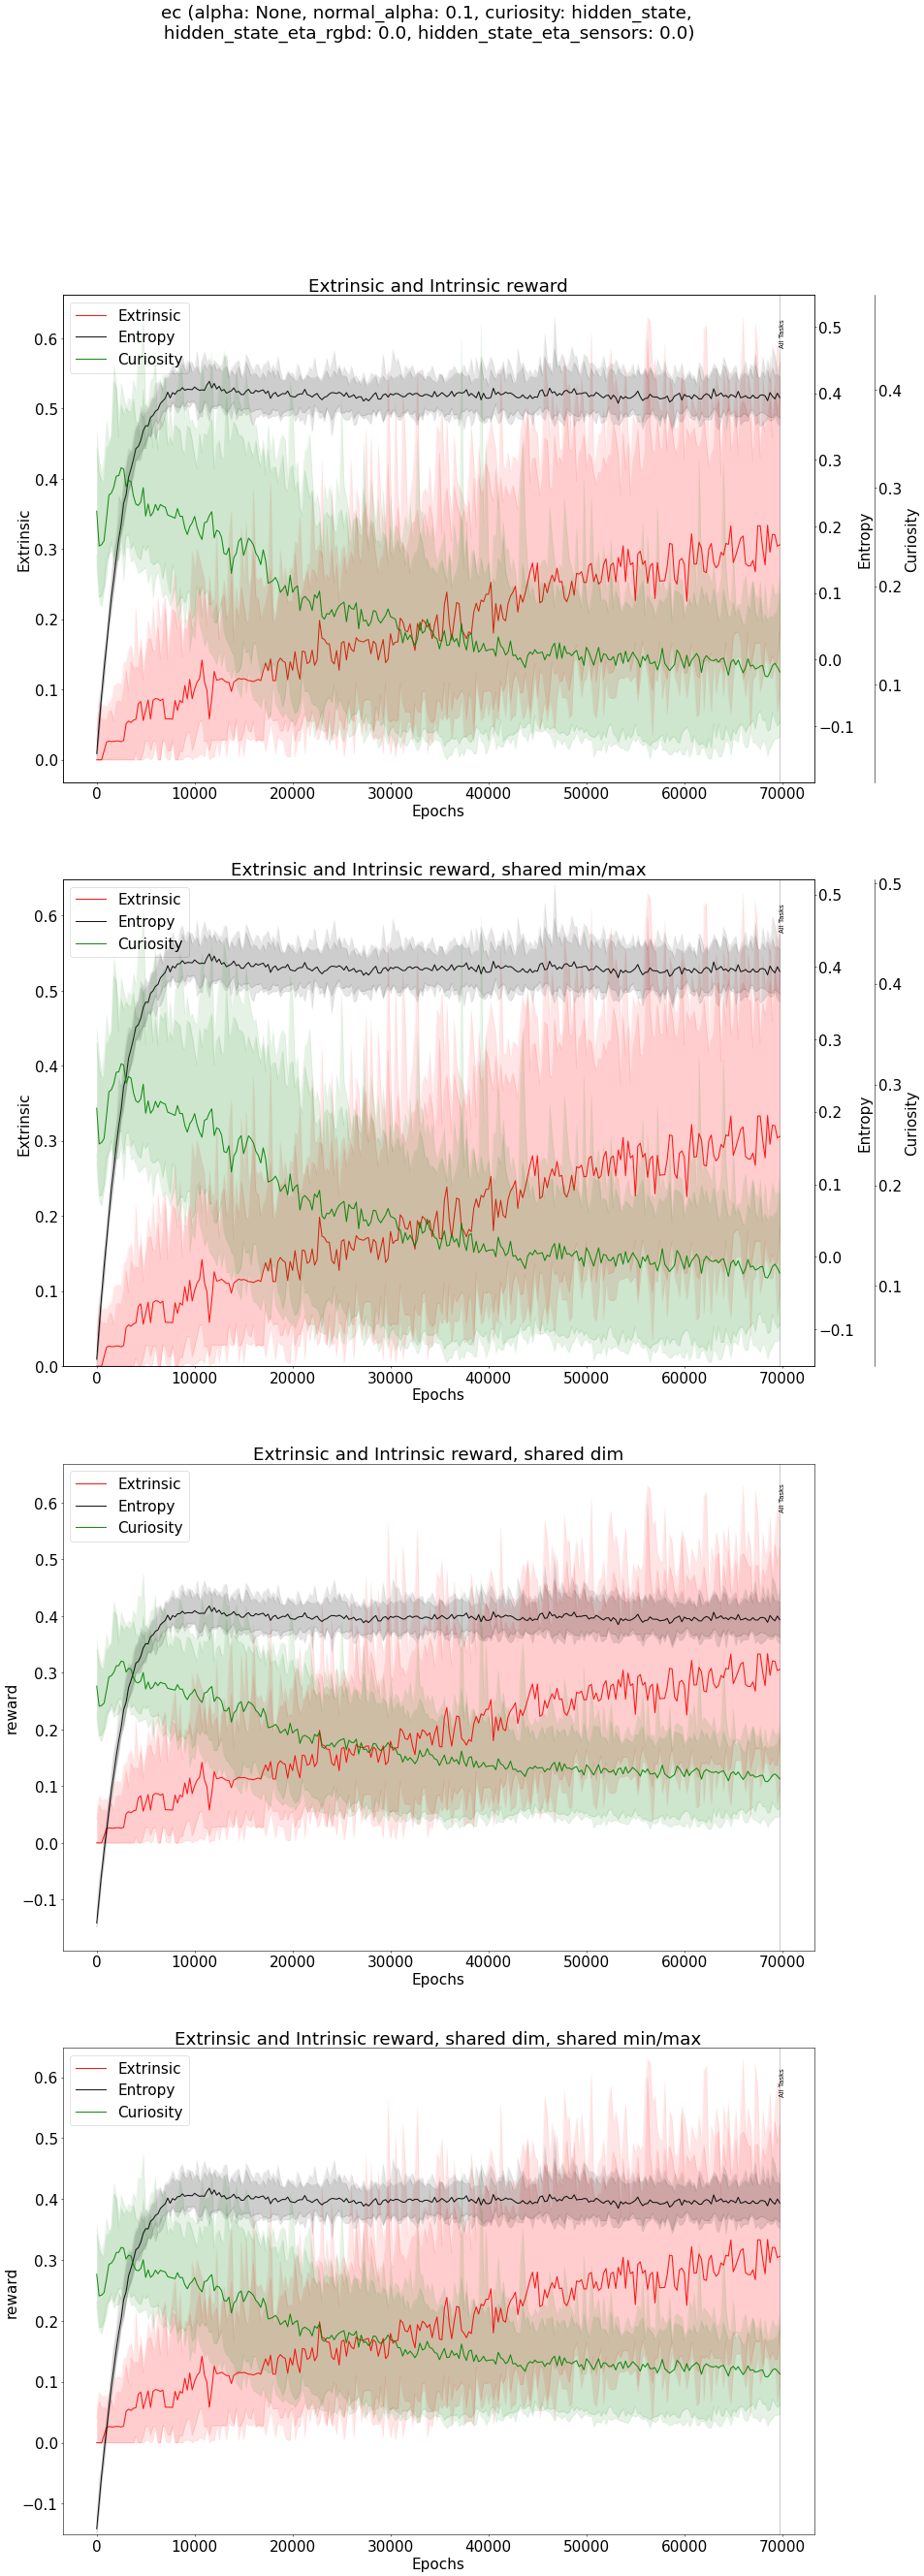 ec (alpha: None, normal_alpha: 0.1, curiosity: hidden_state,
hidden_state_eta_rgbd: 0.0, hidden_state_eta_sensors: 0.0)
Extrinsic and Intrinsic reward
Extrinsic
Entropy
Curiosity
All Tasks
0.6
0.5
0.4
0.3
0.2
0.1
0.0
Extrinsic
0.5
0.4
0.3
0.2
0.1
0.0
−0.1
Entropy
0.4
0.3
0.2
0.1
Curiosity
0 10000 20000 30000 40000 50000 60000 70000
Epochs
Extrinsic and Intrinsic reward, shared min/max
Extrinsic
Entropy
Curiosity
All Tasks
0.6
0.5
0.4
0.3
0.2
0.1
0.0
Extrinsic
0.5
0.4
0.3
0.2
0.1
0.0
−0.1
Entropy
0.5
0.4
0.3
0.2
0.1
Curiosity
0 10000 20000 30000 40000 50000 60000 70000
Epochs
Extrinsic and Intrinsic reward, shared dim
Extrinsic
Entropy
Curiosity
All Tasks
0.6
0.5
0.4
0.3
0.2
0.1
0.0
−0.1
reward
0 10000 20000 30000 40000 50000 60000 70000
Epochs
Extrinsic and Intrinsic reward, shared dim, shared min/max
Extrinsic
Entropy
Curiosity
All Tasks
0.6
0.5
0.4
0.3
0.2
0.1
0.0
−0.1
reward
0 10000 20000 30000 40000 50000 60000 70000
Epochs